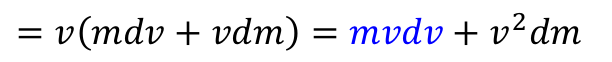 = v(mdv + vdm) = mvdv + v²dm